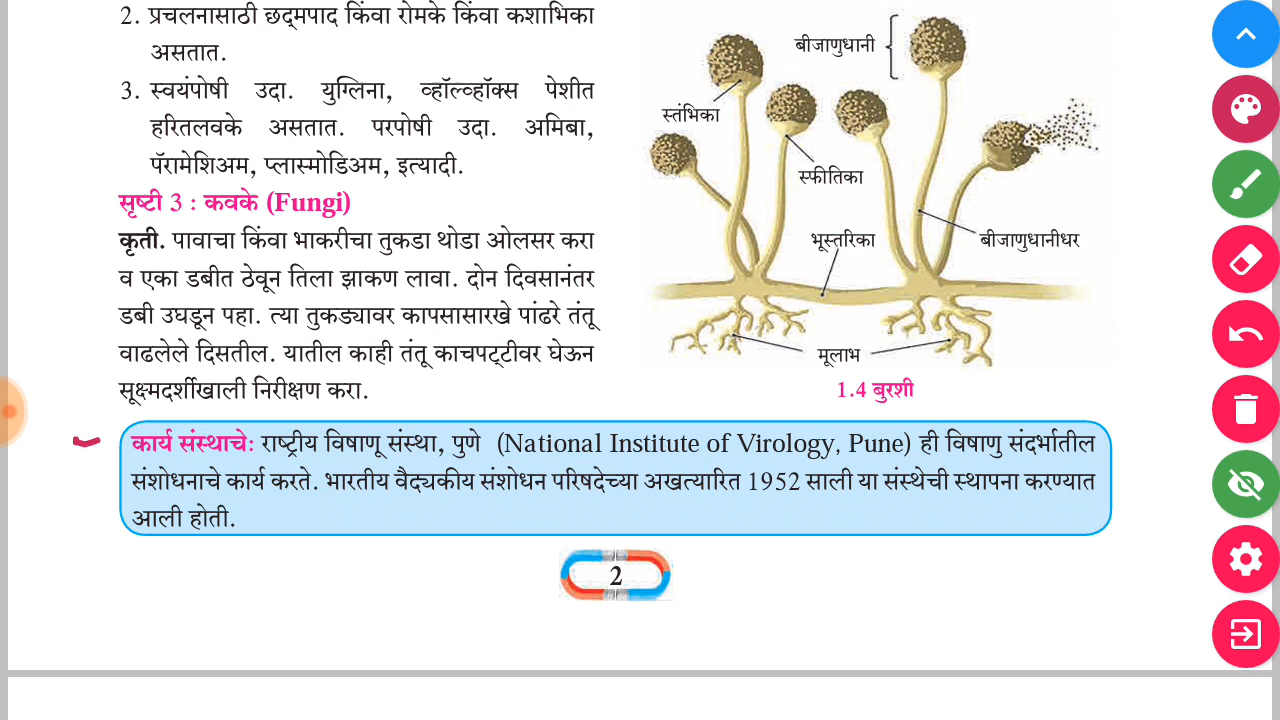 2. प्रचलनासाठी छद्‌मपाद किंवा रोमके किंवा कशाभिका
असतात.
3. स्वयंपोषी उदा. युग्लिना, व्हॉल्व्हॉक्स पेशीत
हरितलवके असतात. परपोषी उदा. अमिबा,
पॅरामेशिअम, प्लास्मोडिअम, इत्यादी.
सृष्टी 3 : कवके (Fungi)
कृती. पावाचा किंवा भाकरीचा तुकडा थोडा ओलसर करा
व एका डबीत ठेवून तिला झाकण लावा. दोन दिवसानंतर
डबी उघडून पहा. त्या तुकड्यावर कापसासारखे पांढरे तंतू
वाढलेले दिसतील. यातील काही तंतू काचपट्‌टीवर घेऊन
सूक्ष्मदर्शीखाली निरीक्षण करा.
बीजाणुधानी
स्तंभिका
स्फीतिका
भूस्तरिका
बीजाणुधानीधर
मूलाभ
1.4 बुरशी
कार्य संस्थाचे: राष्ट्रीय विषाणू संस्था, पुणे (National Institute of Virology, Pune) ही विषाणु संदर्भातील
संशोधनाचे कार्य करते. भारतीय वैद्यकीय संशोधन परिषदेच्या अखत्यारित 1952 साली या संस्थेची स्थापना करण्यात
आली होती.
2